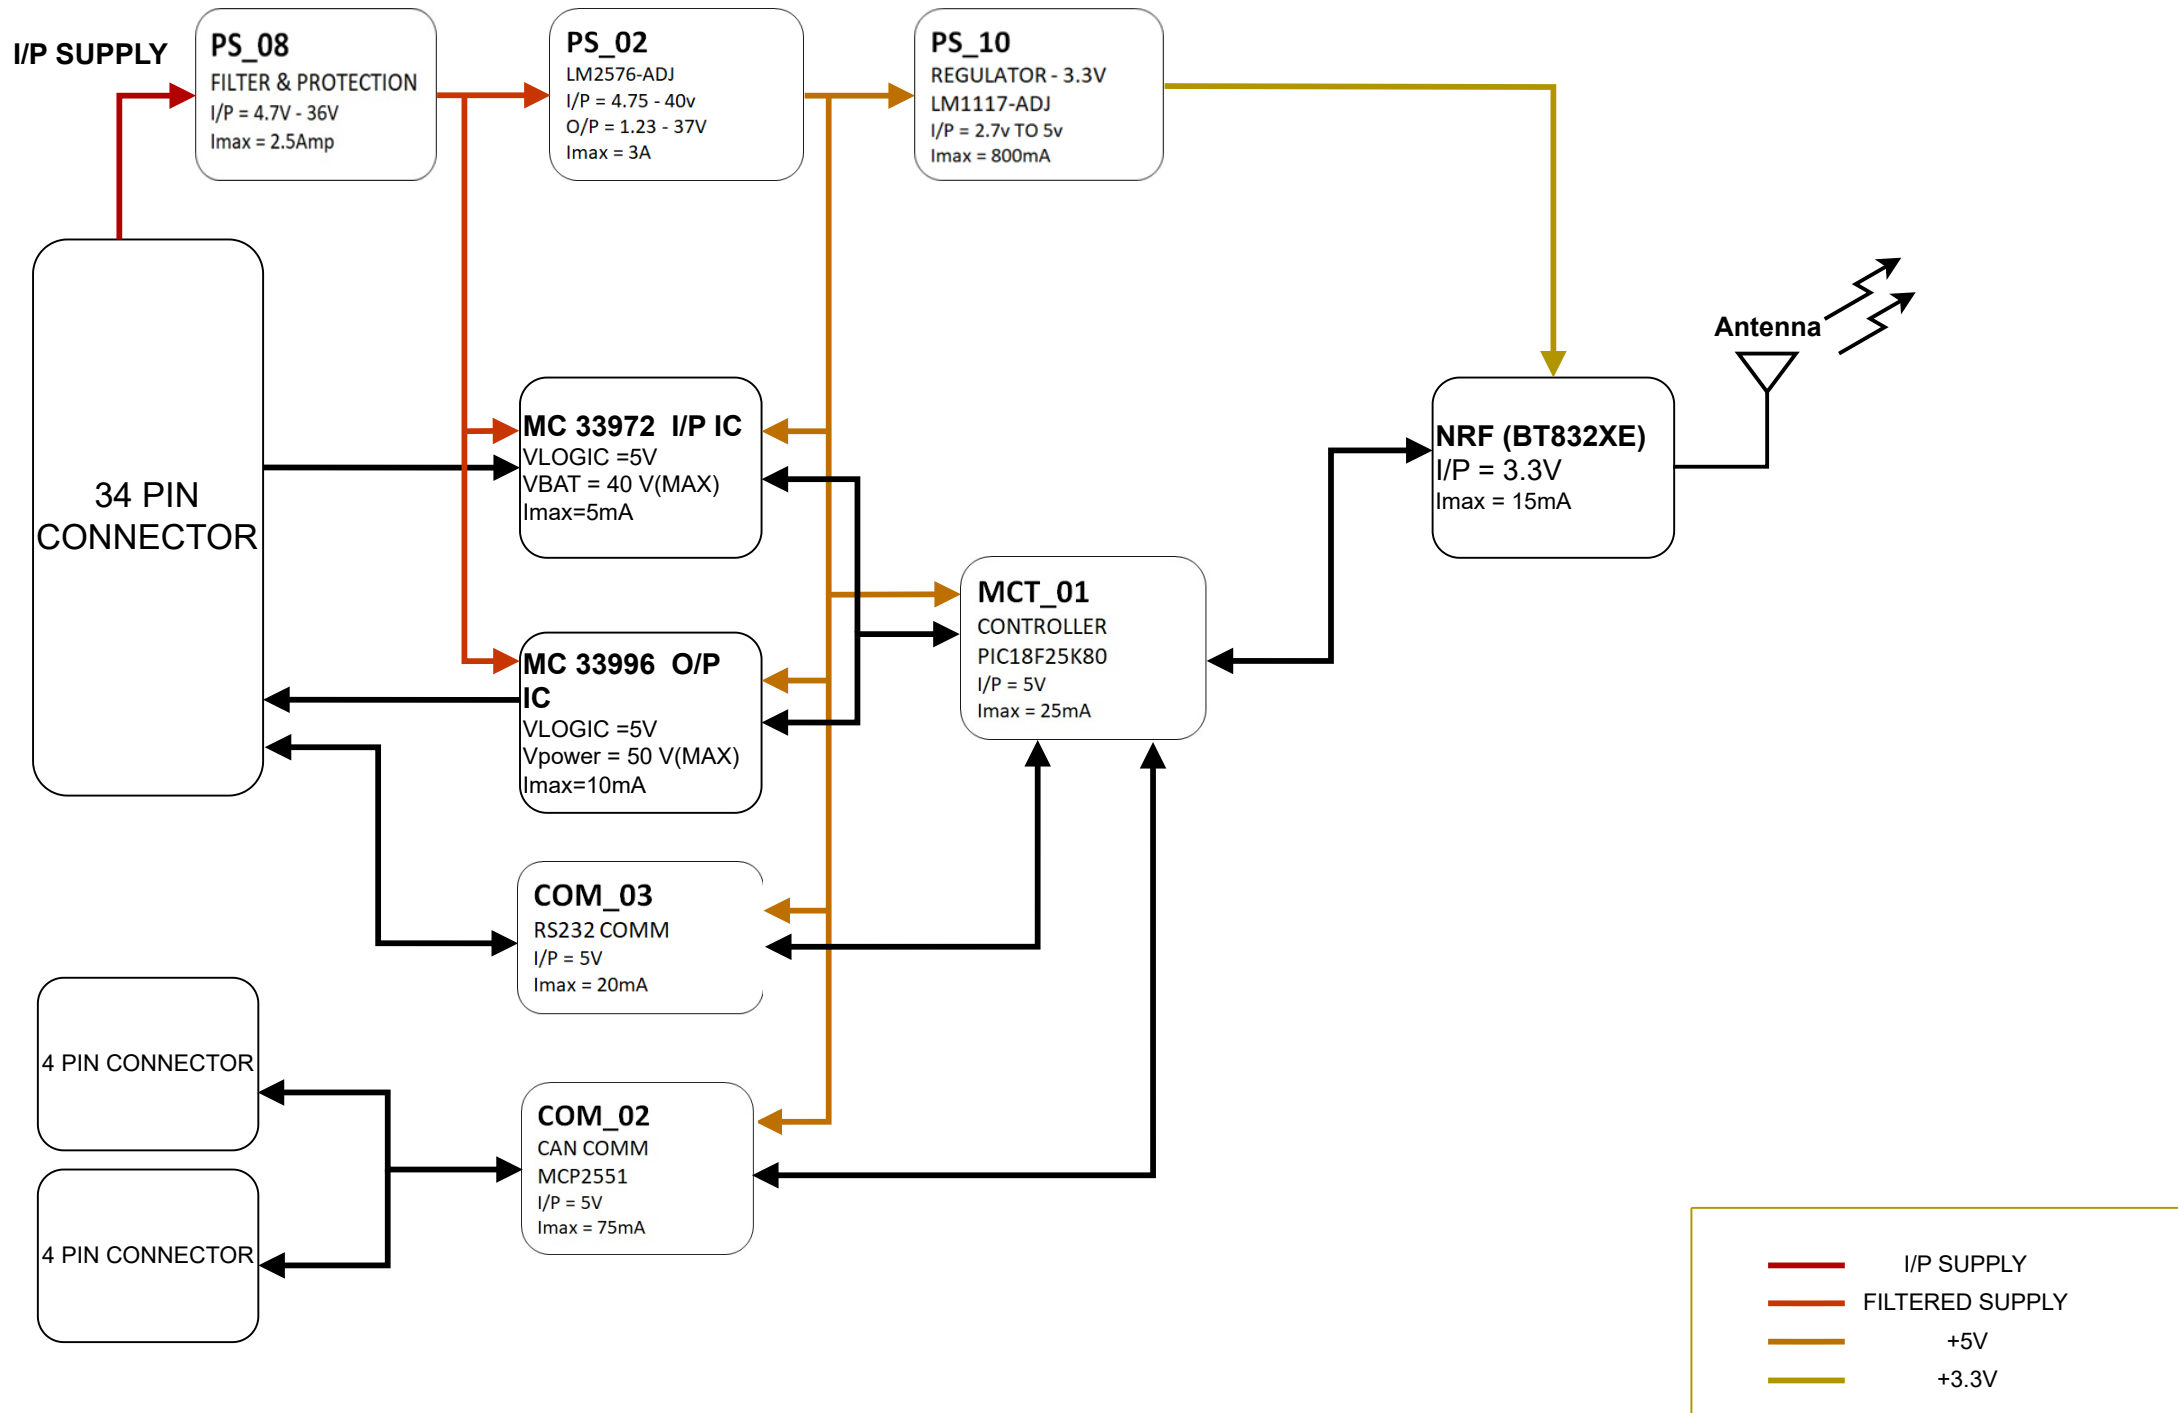 I/P SUPPLY
PS_08
FILTER & PROTECTION
I/P = 4.7V - 36V
Imax = 2.5Amp
PS_02
LM2576-ADJ
I/P = 4.75 - 40v
O/P = 1.23 - 37V
Imax = 3A
PS_10
REGULATOR - 3.3V
LM1117-ADJ
I/P = 2.7v TO 5v
Imax = 800mA
34 PIN
CONNECTOR
MC 33972 I/P IC
VLOGIC =5V
VBAT = 40 V(MAX)
Imax=5mA
MC 33996 O/P
IC
VLOGIC =5V
Vpower = 50 V(MAX)
Imax=10mA
MCT_01
CONTROLLER
PIC18F25K80
I/P = 5V
Imax = 25mA
NRF (BT832XE)
I/P = 3.3V
Imax = 15mA
Antenna
COM_03
RS232 COMM
I/P = 5V
Imax = 20mA
4 PIN CONNECTOR
4 PIN CONNECTOR
COM_02
CAN COMM
MCP2551
I/P = 5V
Imax = 75mA
I/P SUPPLY
FILTERED SUPPLY
+5V
+3.3V